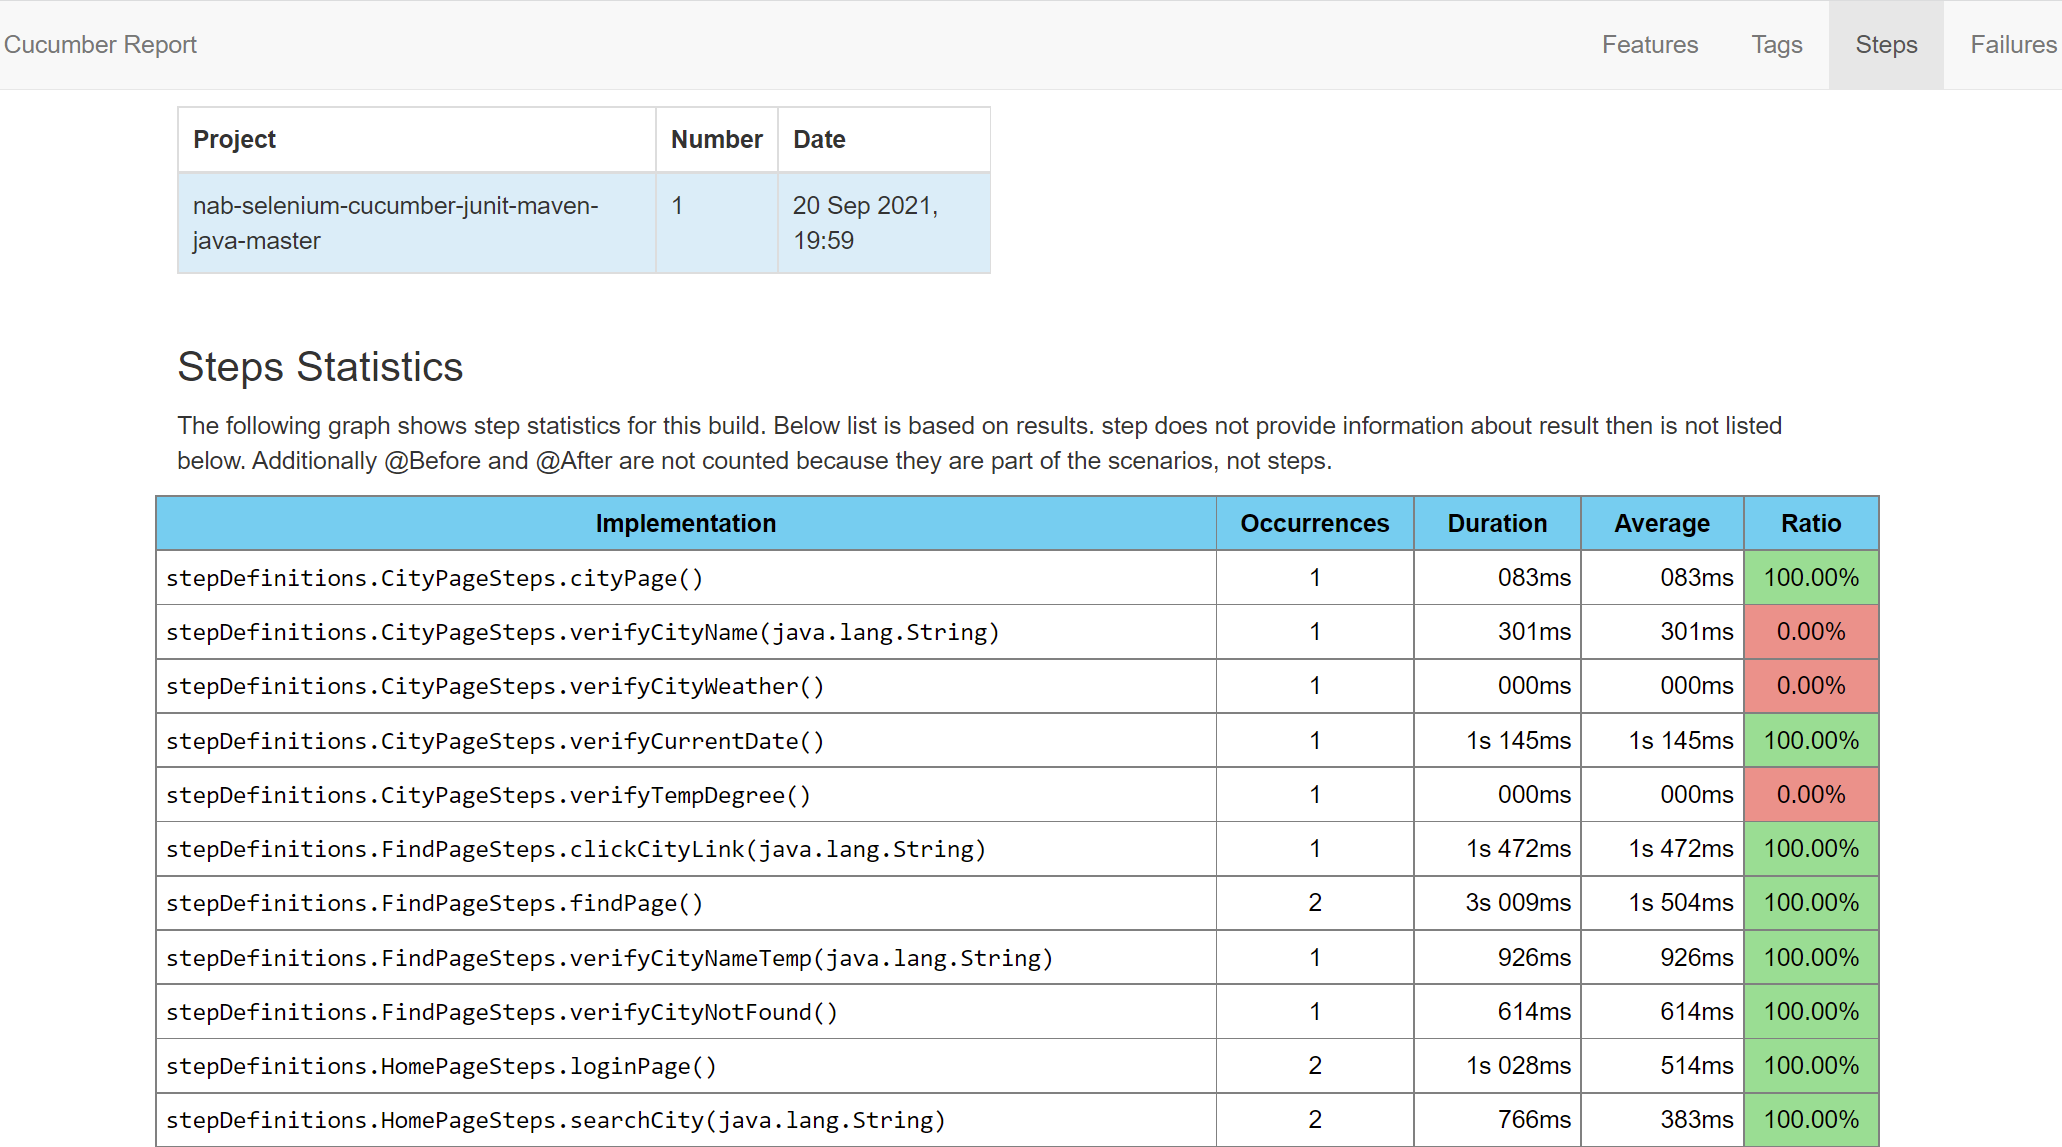 Cucumber Report Features Tags Steps Failures
Project Number Date
nab-selenium-cucumber-junit-maven- 1 20 Sep 2021,
java-master 19:59
Steps Statistics
The following graph shows step statistics for this build. Below list is based on results. step does not provide information about result then is not listed
below. Additionally @Before and @After are not counted because they are part of the scenarios, not steps.
Implementation Occurrences Duration Average Ratio
stepDefinitions.CityPageSteps.cityPage() 1 083ms 083ms 100.00%
stepDefinitions.CityPageSteps.verifyCityName(java.lang.String) 1 301ms 301ms 0.00%
stepDefinitions.CityPageSteps.verifyCityWeather() 1 000ms 000ms 0.00%
stepDefinitions.CityPageSteps.verifyCurrentDate() 1 1s 145ms 1s 145ms 100.00%
stepDefinitions.CityPageSteps.verifyTempDegree() 1 000ms 000ms 0.00%
stepDefinitions.FindPageSteps.clickCityLink(java.lang.String) 1 1s 472ms 1s 472ms 100.00%
stepDefinitions.FindPageSteps.findPage() 2 3s 009ms 1s 504ms 100.00%
stepDefinitions.FindPageSteps.verifyCityNameTemp(java.lang.String) 1 926ms 926ms 100.00%
stepDefinitions.FindPageSteps.verifyCityNotFound() 1 614ms 614ms 100.00%
stepDefinitions.HomePageSteps.loginPage() 2 1s 028ms 514ms 100.00%
stepDefinitions.HomePageSteps.searchCity(java.lang.String) 2 766ms 383ms 100.00%